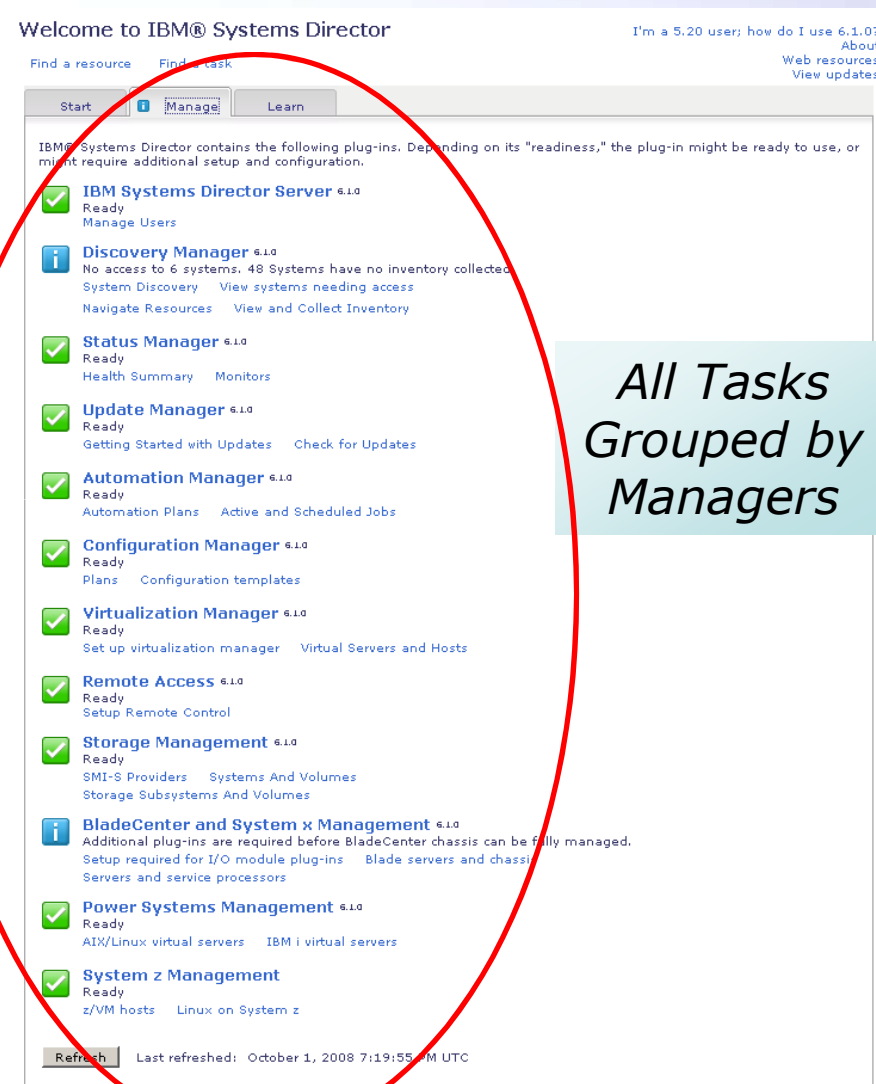 Welcome to IBM® Systems Director
I'm a 5.20 user; how do I use 6.1.0?
About
Find a resource Find a task
Web resources
View updates
Start Manage Learn
IBM® Systems Director contains the following plug-ins. Depending on its "readiness," the plug-in might be ready to use, or
might require additional setup and configuration.
IBM Systems Director Server 6.1.0
Ready
Manage Users
Discovery Manager 6.1.0
No access to 6 systems. 48 Systems have no inventory collected.
System Discovery View systems needing access
Navigate Resources View and Collect Inventory
Status Manager 6.1.0
Ready
Health Summary Monitors
Update Manager 6.1.0
Ready
Getting Started with Updates Check for Updates
Automation Manager 6.1.0
Ready
Automation Plans Active and Scheduled Jobs
Configuration Manager 6.1.0
Ready
Plans Configuration templates
Virtualization Manager 6.1.0
Ready
Set up virtualization manager Virtual Servers and Hosts
Remote Access 6.1.0
Ready
Setup Remote Control
Storage Management 6.1.0
Ready
SMI-S Providers Systems And Volumes
Storage Subsystems And Volumes
BladeCenter and System x Management 6.1.0
Additional plug-ins are required before BladeCenter chassis can be fully managed.
Setup required for I/O module plug-ins Blade servers and chassis
Servers and service processors
Power Systems Management 6.1.0
Ready
AIX/Linux virtual servers IBM i virtual servers
System z Management
Ready
z/VM hosts Linux on System z
Refresh Last refreshed: October 1, 2008 7:19:55 PM UTC
All Tasks
Grouped by
Managers